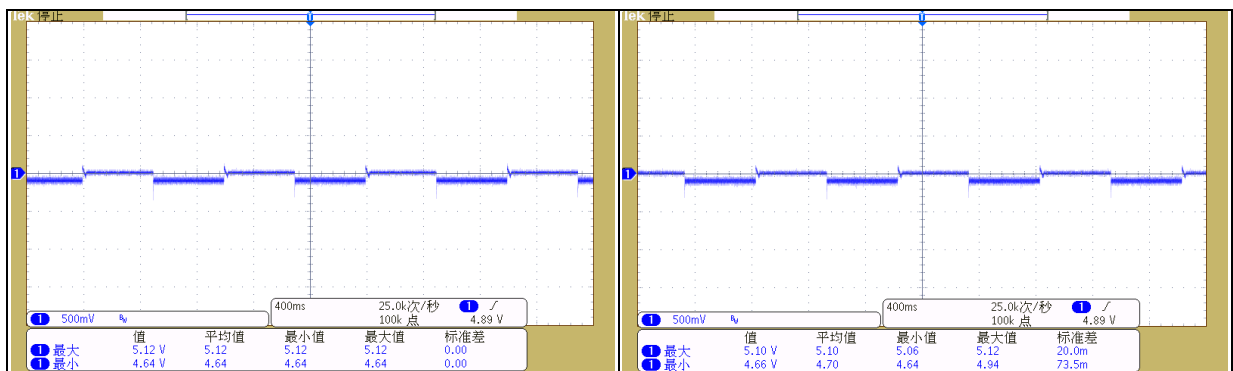 Tek 停止
T
1
400ms 25.0k次/秒 1
1 500mV Bw 100k 点 4.89 V
值 平均值 最小值 最大值 标准差
1 最大 5.12 V 5.12 5.12 5.12 0.00
1 最小 4.64 V 4.64 4.64 4.64 0.00
Tek 停止
T
1
400ms 25.0k次/秒 1
1 500mV Bw 100k 点 4.89 V
值 平均值 最小值 最大值 标准差
1 最大 5.10 V 5.10 5.06 5.12 20.0m
1 最小 4.66 V 4.70 4.64 4.94 73.5m